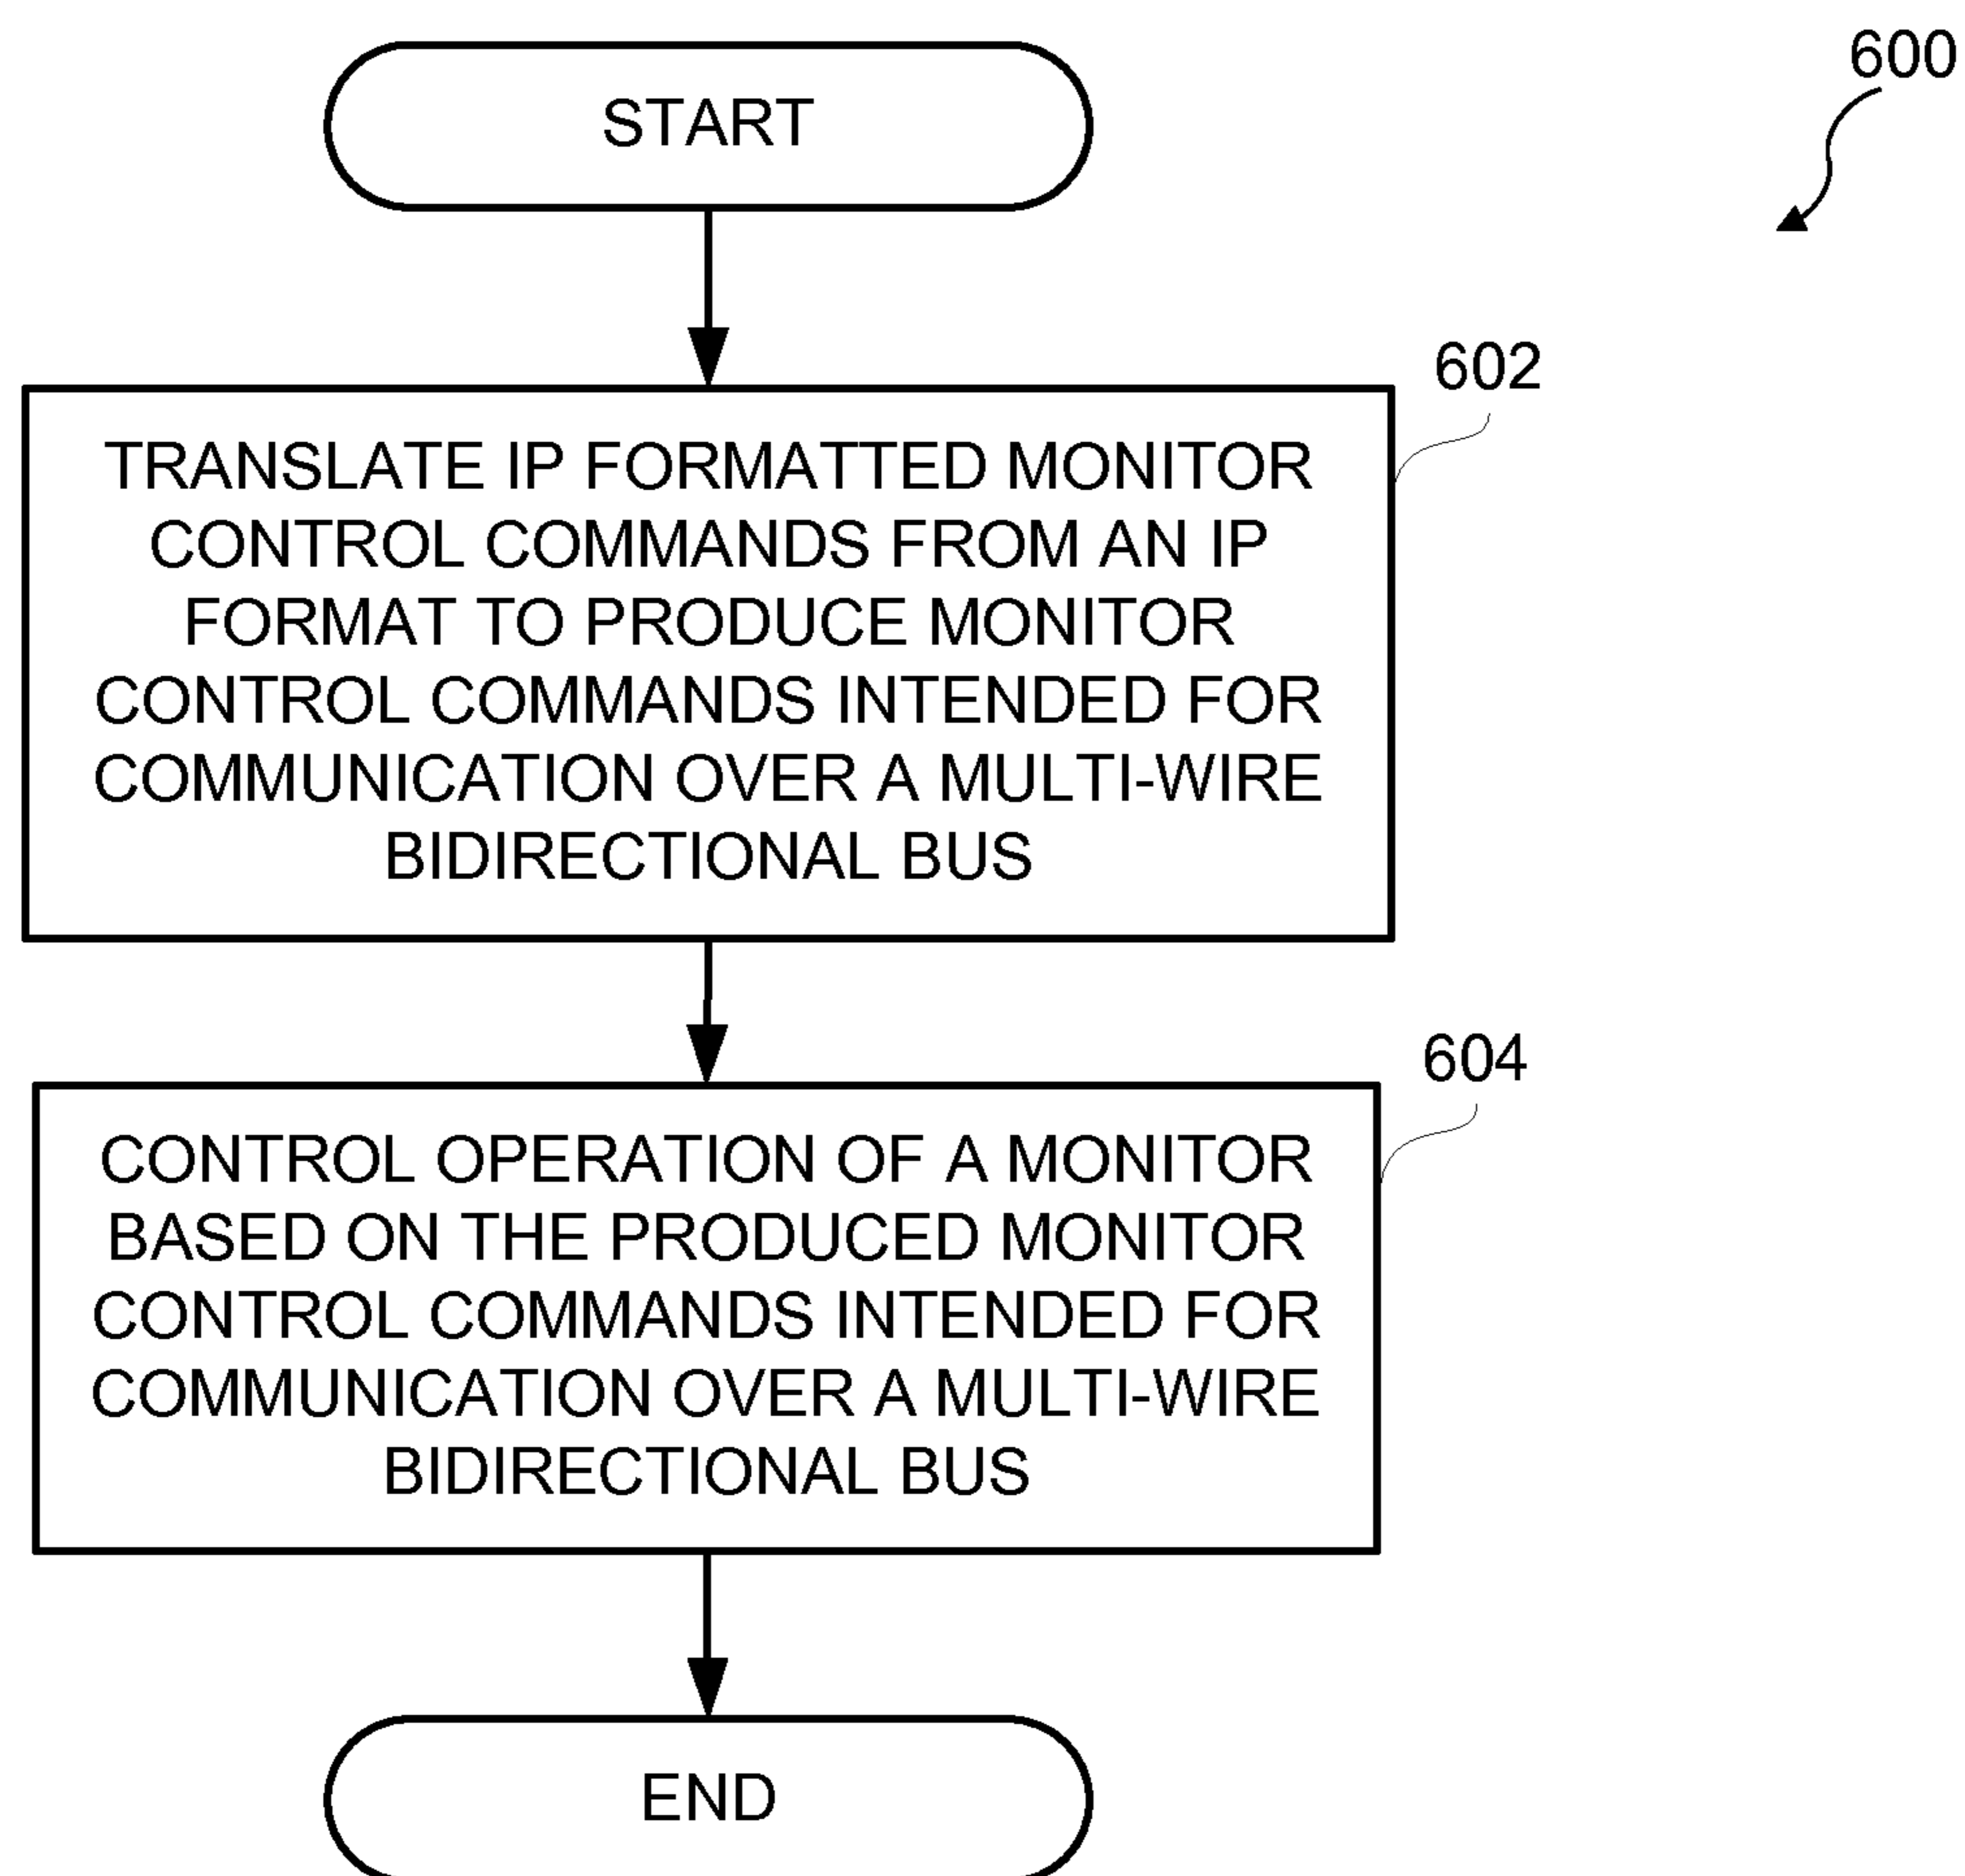 600
START
602
TRANSLATE IP FORMATTED MONITOR
CONTROL COMMANDS FROM AN IP
FORMAT TO PRODUCE MONITOR
CONTROL COMMANDS INTENDED FOR
COMMUNICATION OVER A MULTI-WIRE
BIDIRECTIONAL BUS
604
CONTROL OPERATION OF A MONITOR
BASED ON THE PRODUCED MONITOR
CONTROL COMMANDS INTENDED FOR
COMMUNICATION OVER A MULTI-WIRE
BIDIRECTIONAL BUS
END